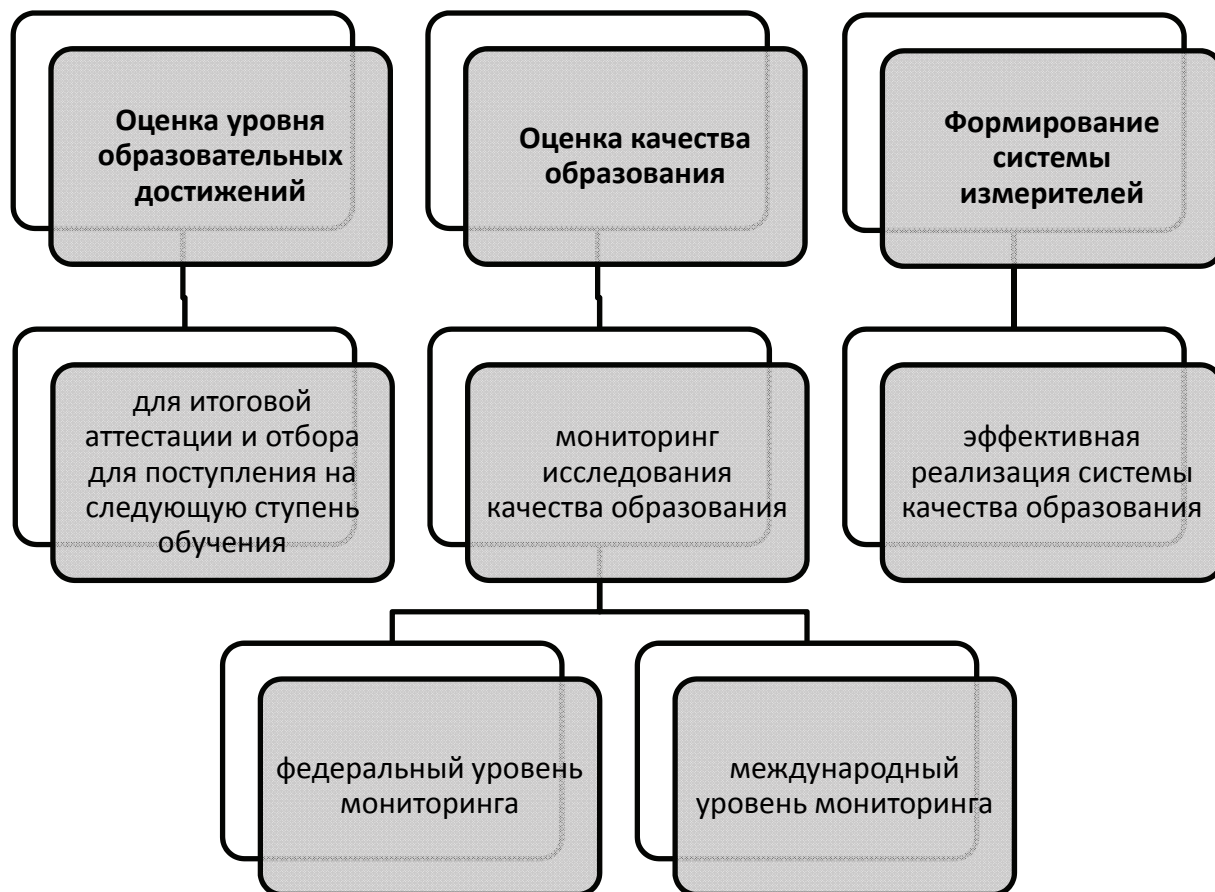 Оценка уровня
образовательных
достижений
Оценка качества
образования
Формирование
системы
измерителей
для итоговой
аттестации и отбора
для поступления на
следующую ступень
обучения
мониторинг
исследования
качества образования
эффективная
реализация системы
качества образования
федеральный уровень
мониторинга
международный
уровень мониторинга